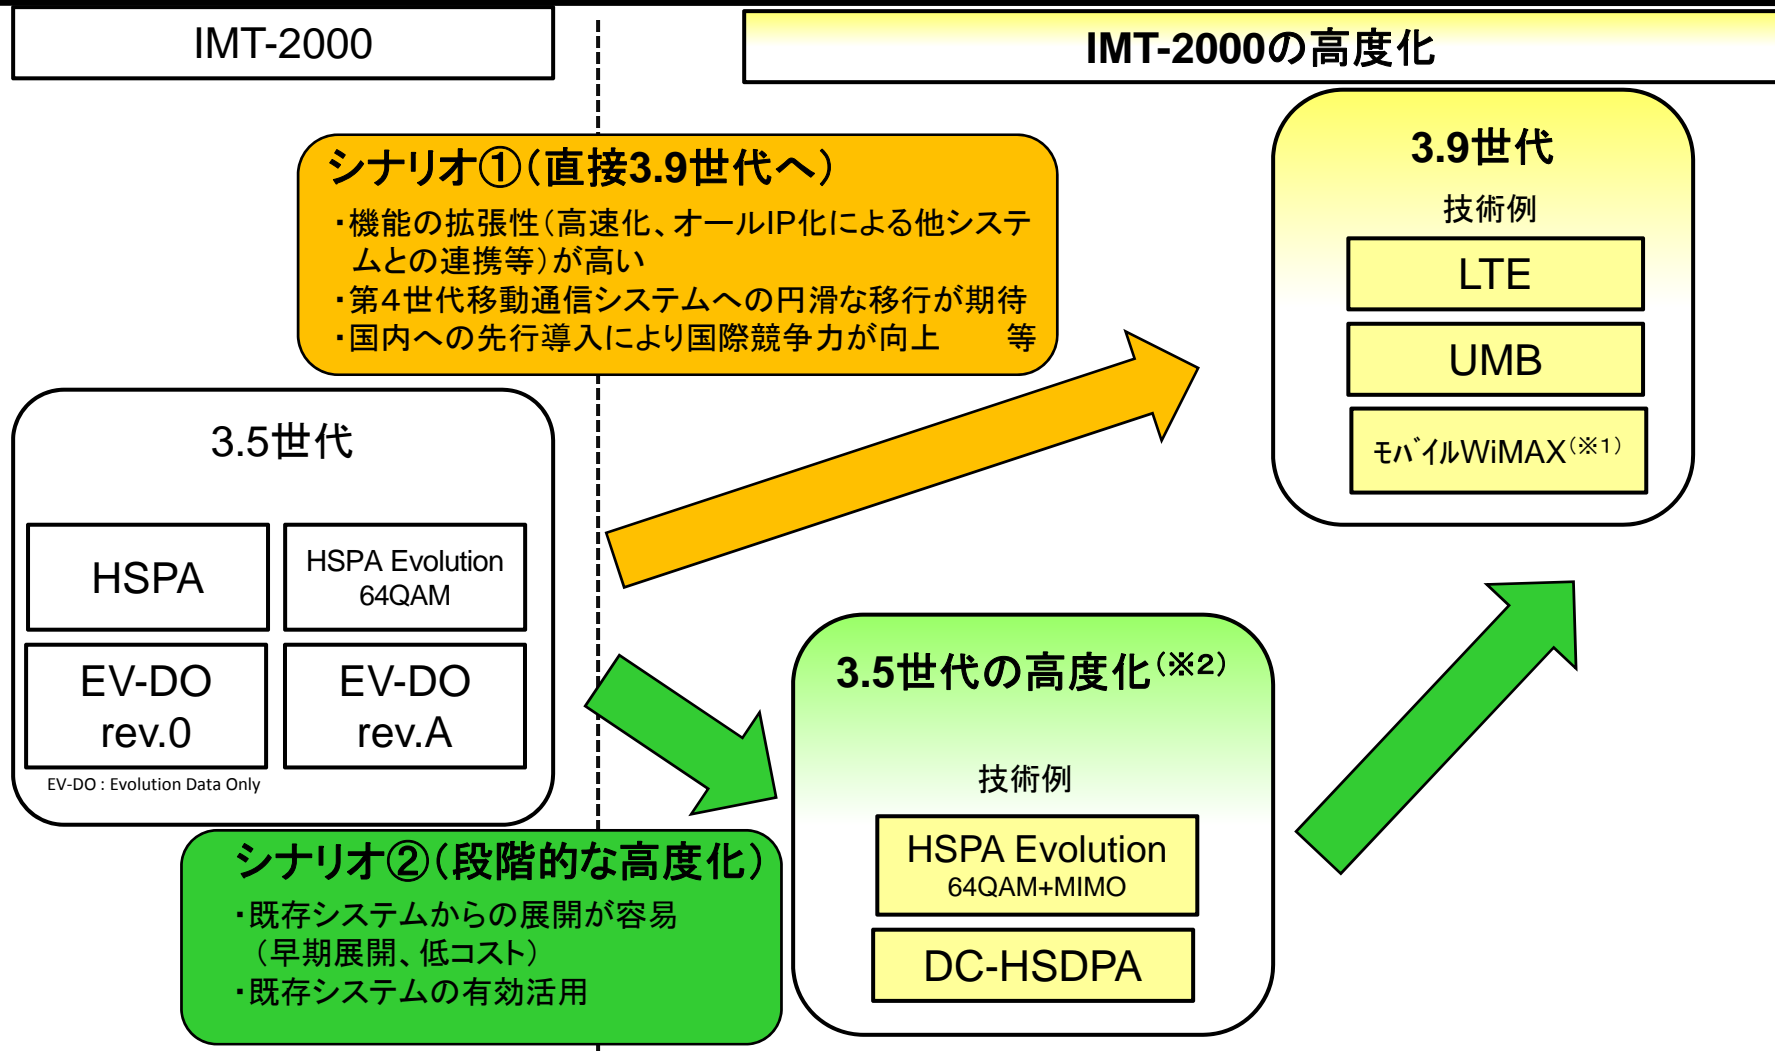 IMT-2000
IMT-2000の高度化
シナリオ①(直接3.9世代へ)
・機能の拡張性(高速化、オールIP化による他システ
ムとの連携等)が高い
・第4世代移動通信システムへの円滑な移行が期待
・国内への先行導入により国際競争力が向上　　等
3.9世代
技術例
LTE
UMB
ﾓﾊﾞｲﾙWiMAX(※1)
3.5世代
HSPA
HSPA Evolution
64QAM
EV-DO
rev.0
EV-DO
rev.A
EV-DO : Evolution Data Only
シナリオ②(段階的な高度化)
・既存システムからの展開が容易
(早期展開、低コスト)
・既存システムの有効活用
3.5世代の高度化(※2)
技術例
HSPA Evolution
64QAM+MIMO
DC-HSDPA